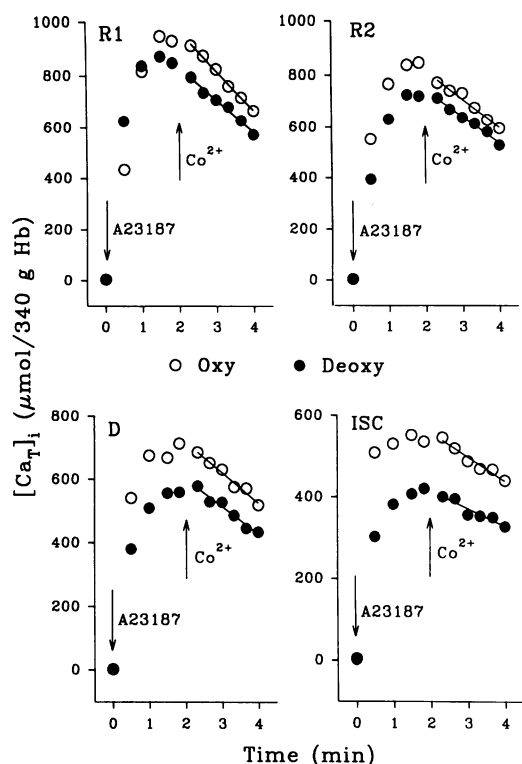 R1
1000
800
600
400
200
0
A23187
Co²⁺
0 1 2 3 4
R2
1000
800
600
400
200
0
A23187
Co²⁺
0 1 2 3 4
○ Oxy ● Deoxy
D
800
600
400
200
0
A23187
Co²⁺
0 1 2 3 4
ISC
600
400
200
0
A23187
Co²⁺
0 1 2 3 4
[Ca_T]_i (μmol/340 g Hb)
Time (min)